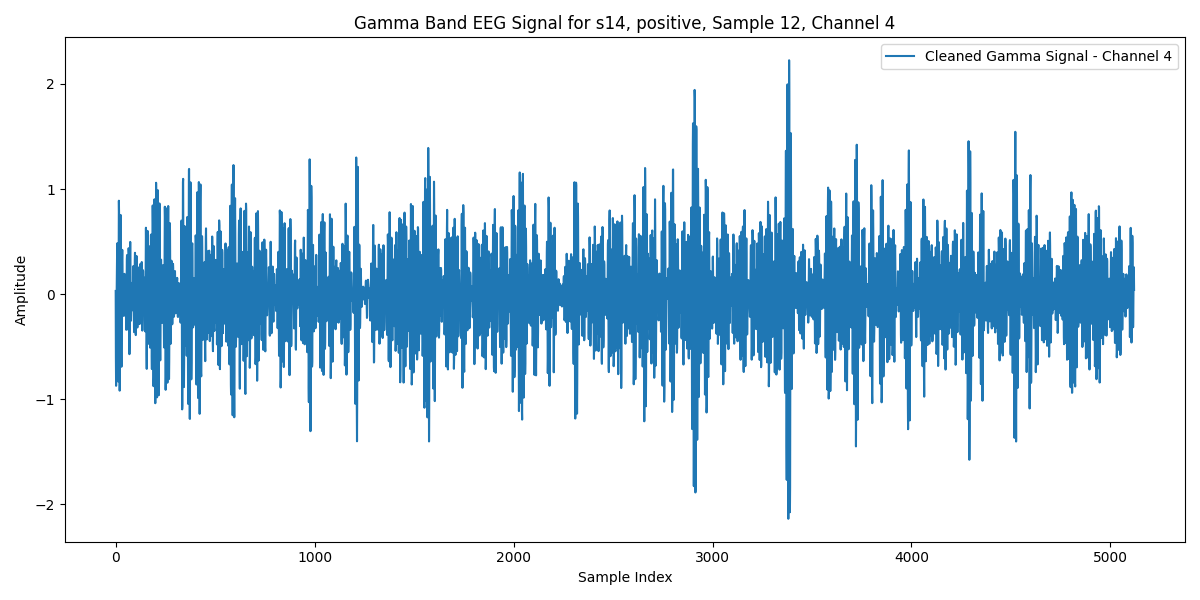 Gamma Band EEG Signal for s14, positive, Sample 12, Channel 4
Cleaned Gamma Signal - Channel 4
Amplitude
2
1
0
−1
−2
0 1000 2000 3000 4000 5000
Sample Index